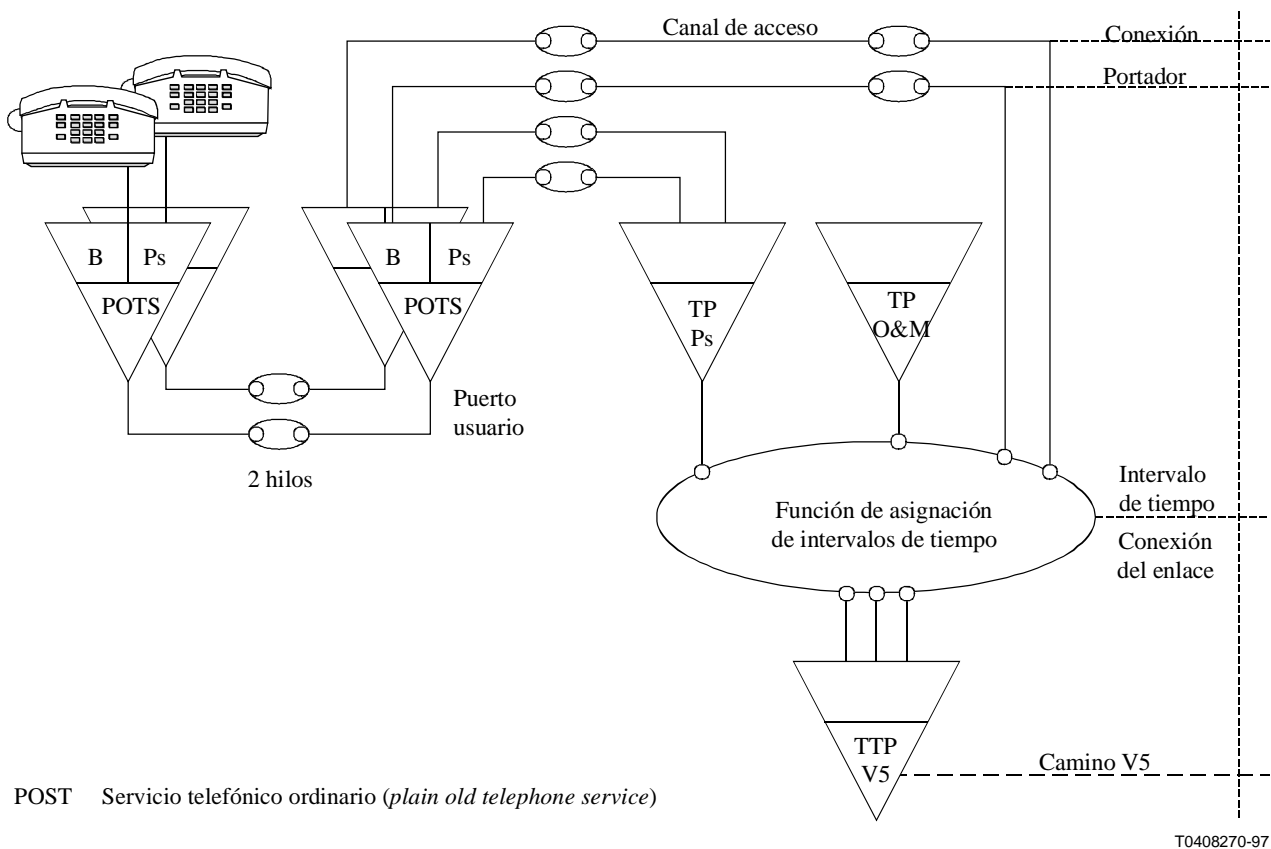 Canal de acceso
Conexión
Portador
B
Ps
POTS
B
Ps
POTS
TP
Ps
TP
O&M
Puerto
usuario
2 hilos
Función de asignación
de intervalos de tiempo
Intervalo
de tiempo
Conexión
del enlace
TTP
V5
Camino V5
POST Servicio telefónico ordinario (plain old telephone service)
T0408270-97